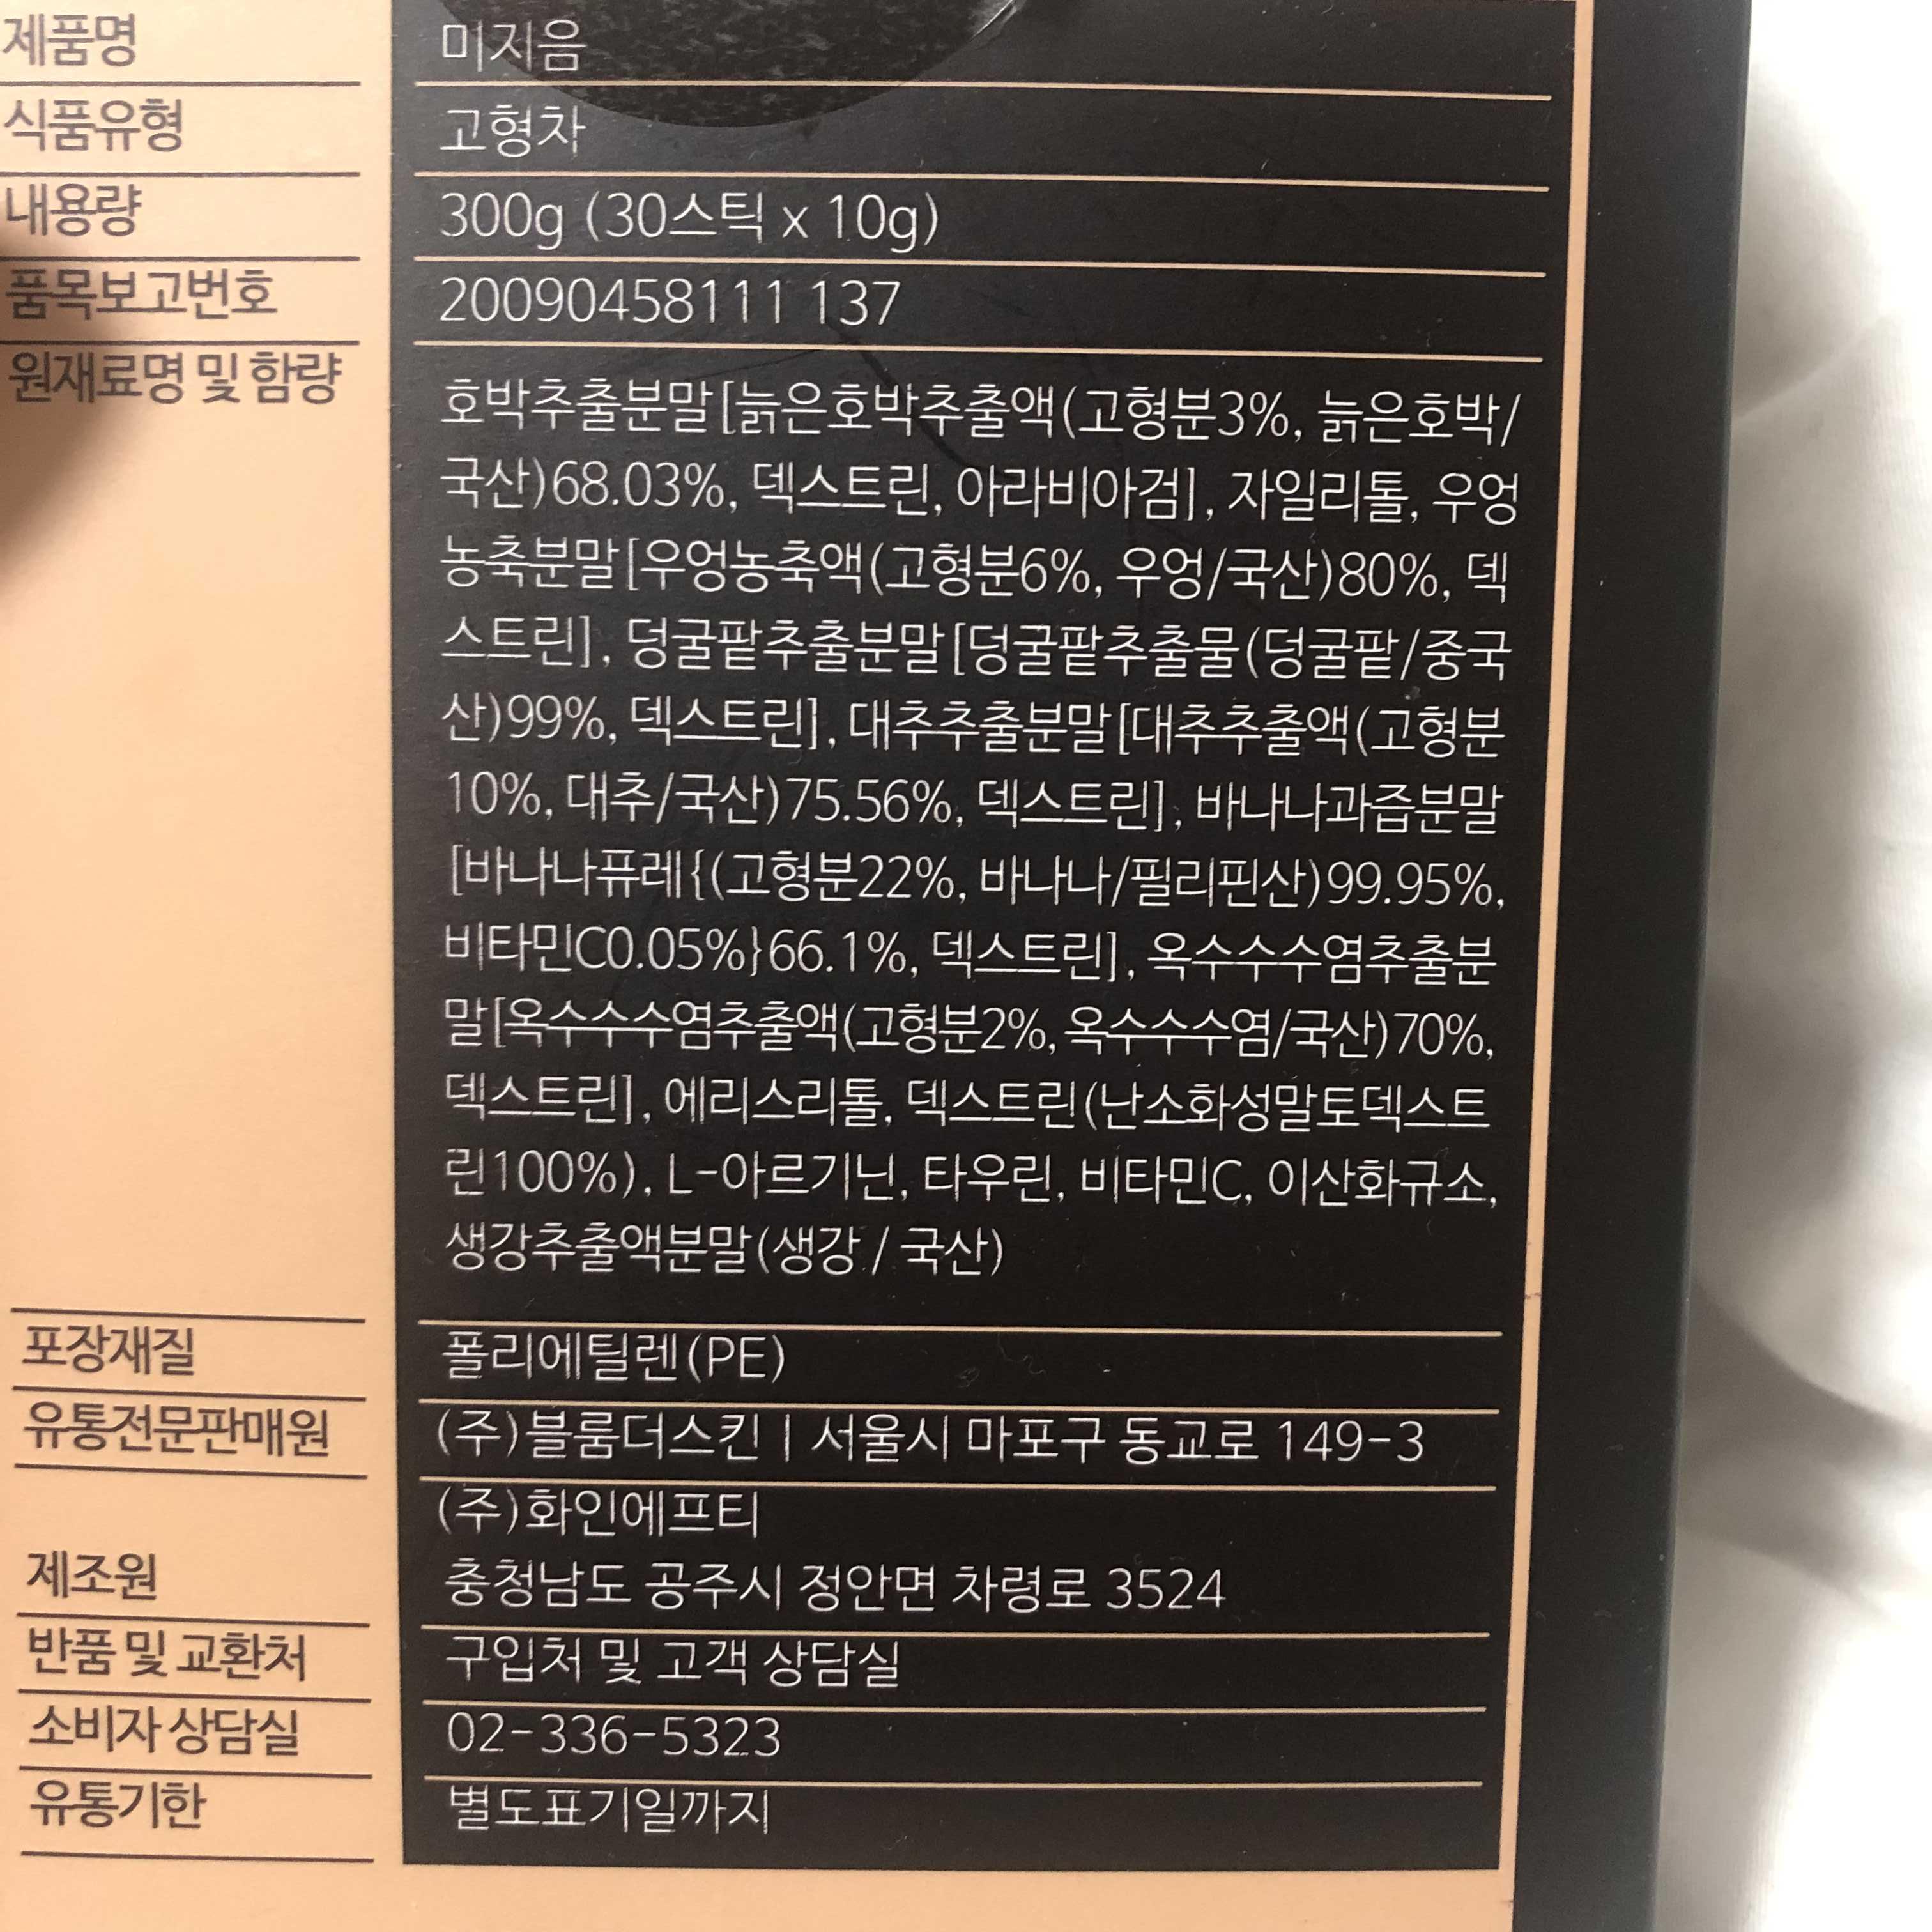 제품명 미지음
식품유형 고형차
내용량 300g (30스틱 x 10g)
품목보고번호 20090458111 137
원재료명 및 함량 호박추출분말[늙은호박추출액(고형분3%, 늙은호박/
국산)68.03%, 덱스트린, 아라비아검], 자일리톨, 우엉
농축분말[우엉농축액(고형분6%, 우엉/국산)80%, 덱
스트린], 덩굴팥추출분말[덩굴팥추출물(덩굴팥/중국
산)99%, 덱스트린], 대추추출분말[대추추출액(고형분
10%, 대추/국산)75.56%, 덱스트린], 바나나과즙분말
[바나나퓨레{(고형분22%, 바나나/필리핀산)99.95%,
비타민C0.05%}66.1%, 덱스트린], 옥수수수염추출분
말[옥수수수염추출액(고형분2%, 옥수수수염/국산)70%,
덱스트린], 에리스리톨, 덱스트린(난소화성말토덱스트
린100%), L-아르기닌, 타우린, 비타민C, 이산화규소,
생강추출액분말(생강 / 국산)
포장재질 폴리에틸렌(PE)
유통전문판매원 (주)블룸더스킨 | 서울시 마포구 동교로 149-3
(주)화인에프티
제조원 충청남도 공주시 정안면 차령로 3524
반품 및 교환처 구입처 및 고객 상담실
소비자 상담실 02-336-5323
유통기한 별도표기일까지